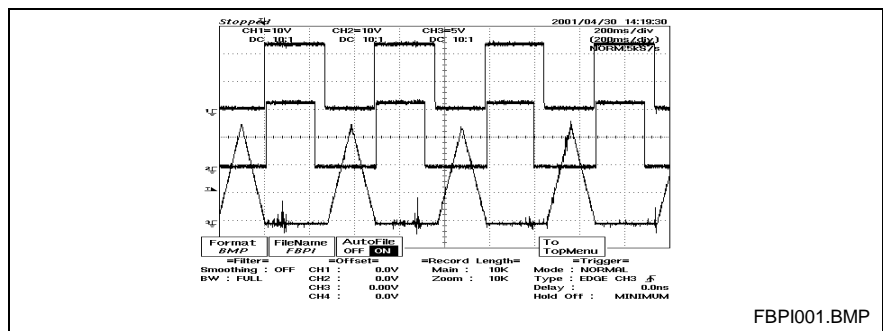 Stopped 2001/04/30 14:19:30
CH1=10V CH2=10V CH3=5V 200ms/div
DC 10:1 DC 10:1 DC 10:1 (200ms/div)
NORM:5kS/s
Format FileName AutoFile To
BMP FBPI OFF ON TopMenu
=Filter= =Offset= =Record Length= =Trigger=
Smoothing : OFF CH1 : 0.0V Main : 10K Mode : NORMAL
BW : FULL CH2 : 0.0V Zoom : 10K Type : EDGE CH3
CH3 : 0.00V Delay : 0.0ns
CH4 : 0.0V Hold Off : MINIMUM
FBPI001.BMP